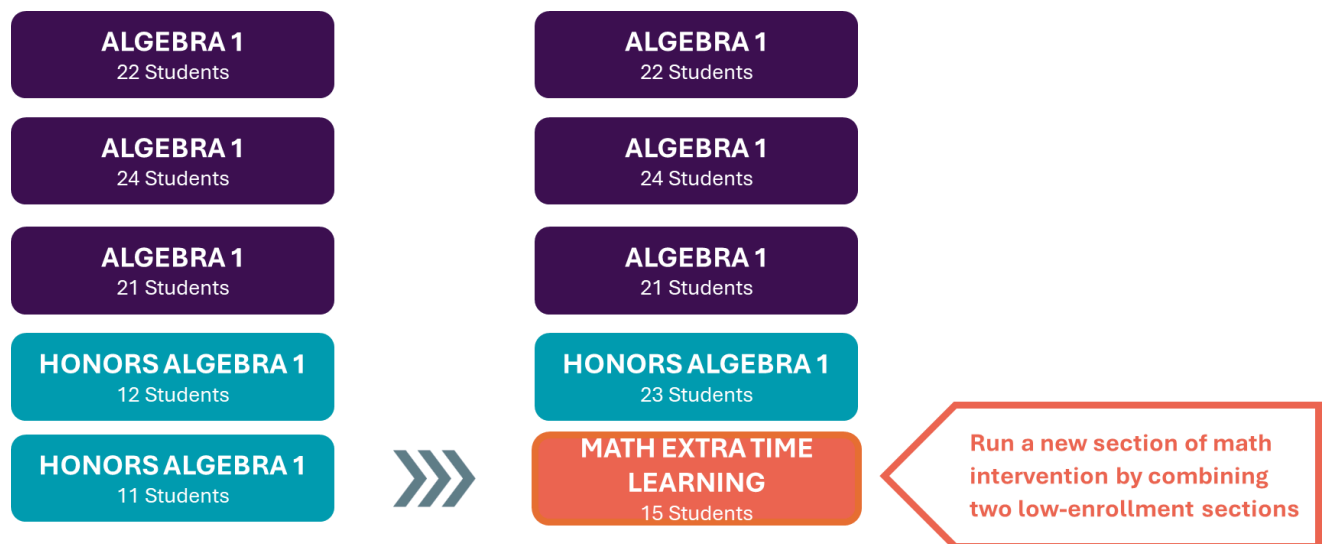 ALGEBRA 1
22 Students
ALGEBRA 1
24 Students
ALGEBRA 1
21 Students
HONORS ALGEBRA 1
12 Students
HONORS ALGEBRA 1
11 Students
ALGEBRA 1
22 Students
ALGEBRA 1
24 Students
ALGEBRA 1
21 Students
HONORS ALGEBRA 1
23 Students
MATH EXTRA TIME
LEARNING
15 Students
Run a new section of math
intervention by combining
two low-enrollment sections